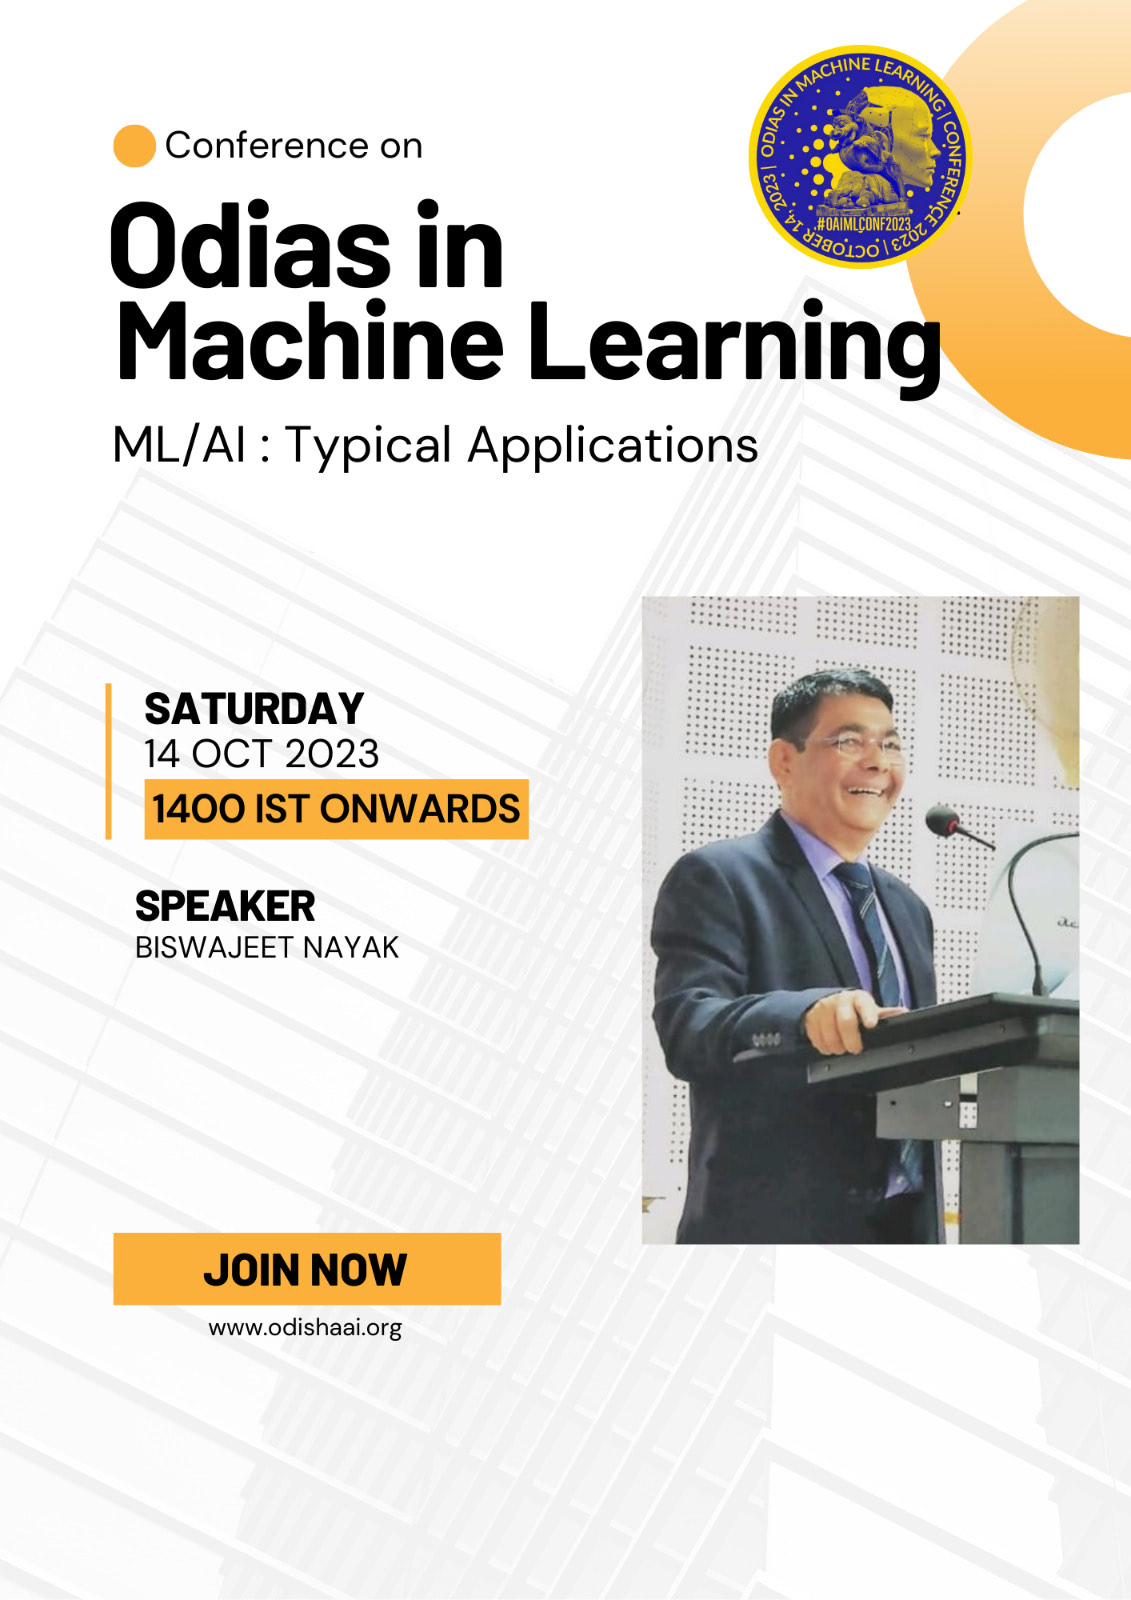 Conference on
Odias in
Machine Learning
ML/AI : Typical Applications
ODIAS IN MACHINE LEARNING | CONFERENCE 2023 | OCTOBER 14, 2023 |
#OAIMLCONF2023
SATURDAY
14 OCT 2023
1400 IST ONWARDS
SPEAKER
BISWAJEET NAYAK
JOIN NOW
www.odishaai.org